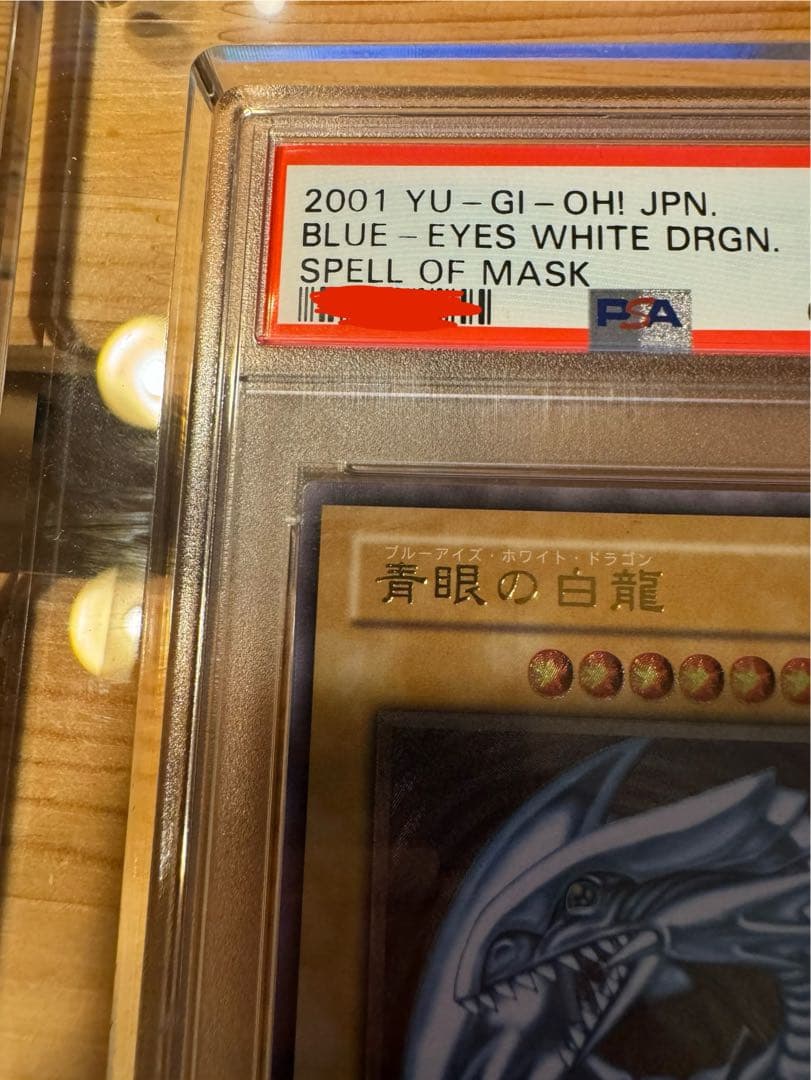 2001 YU-GI-OH! JPN.
BLUE-EYES WHITE DRGN.
SPELL OF MASK
PSA
ブルーアイズ・ホワイト・ドラゴン
青眼の白龍